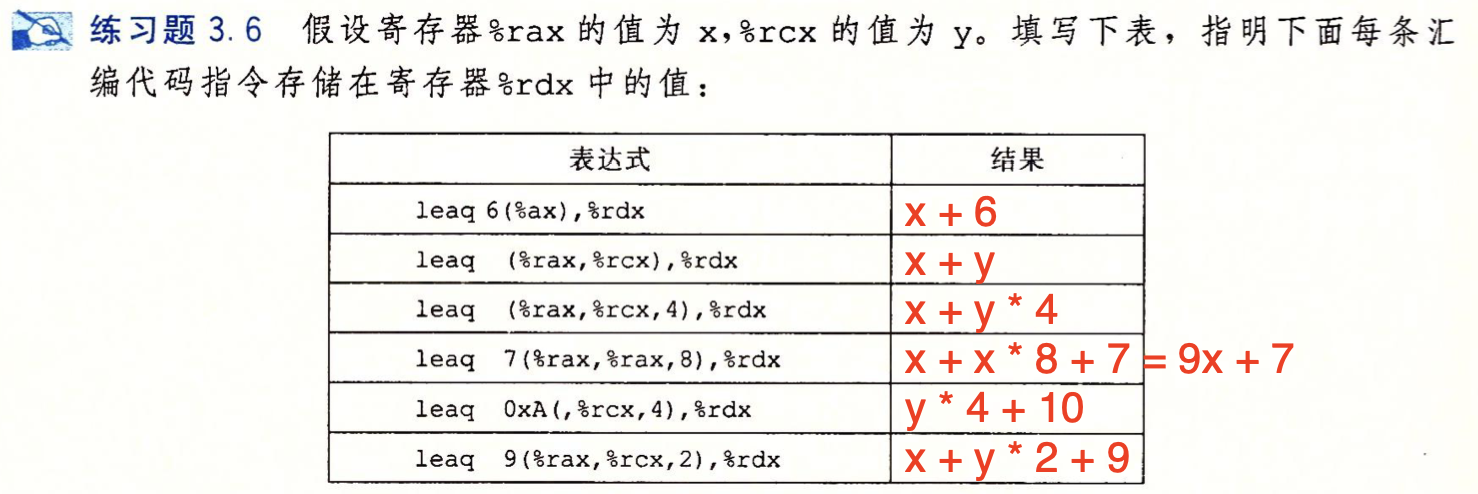 练习题 3.6 假设寄存器%rax 的值为 x,%rcx 的值为 y。填写下表，指明下面每条汇
编代码指令存储在寄存器%rdx 中的值：
表达式 结果
leaq 6(%ax),%rdx x + 6
leaq (%rax,%rcx),%rdx x + y
leaq (%rax,%rcx,4),%rdx x + y * 4
leaq 7(%rax,%rax,8),%rdx x + x * 8 + 7 = 9x + 7
leaq 0xA(,%rcx,4),%rdx y * 4 + 10
leaq 9(%rax,%rcx,2),%rdx x + y * 2 + 9